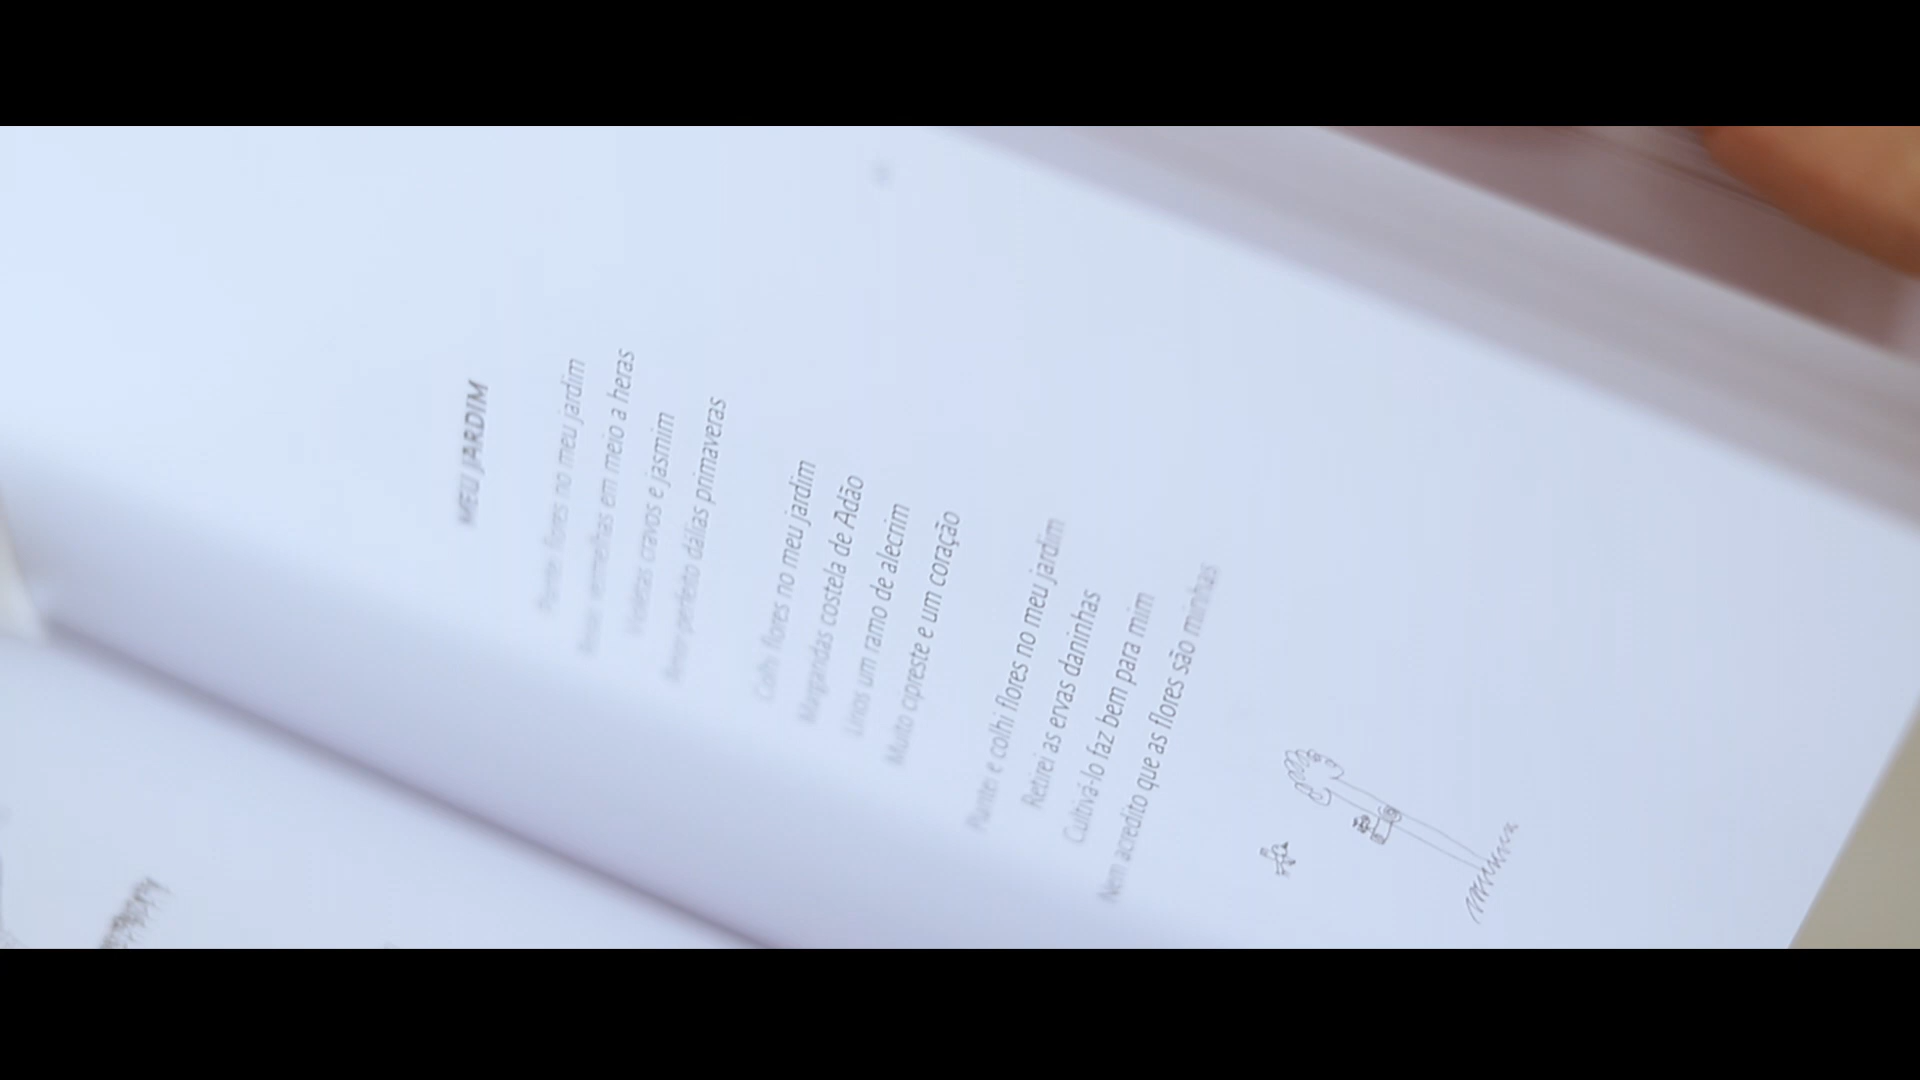 MEU JARDIM
Plantei flores no meu jardim
Rosas vermelhas em meio a heras
Violetas cravos e jasmim
Amor perfeito dálias primaveras
Colhi flores no meu jardim
Margaridas costela de Adão
Lírios um ramo de alecrim
Muito cipreste e um coração
Plantei e colhi flores no meu jardim
Retirei as ervas daninhas
Cultivá-lo faz bem para mim
Nem acredito que as flores são minhas